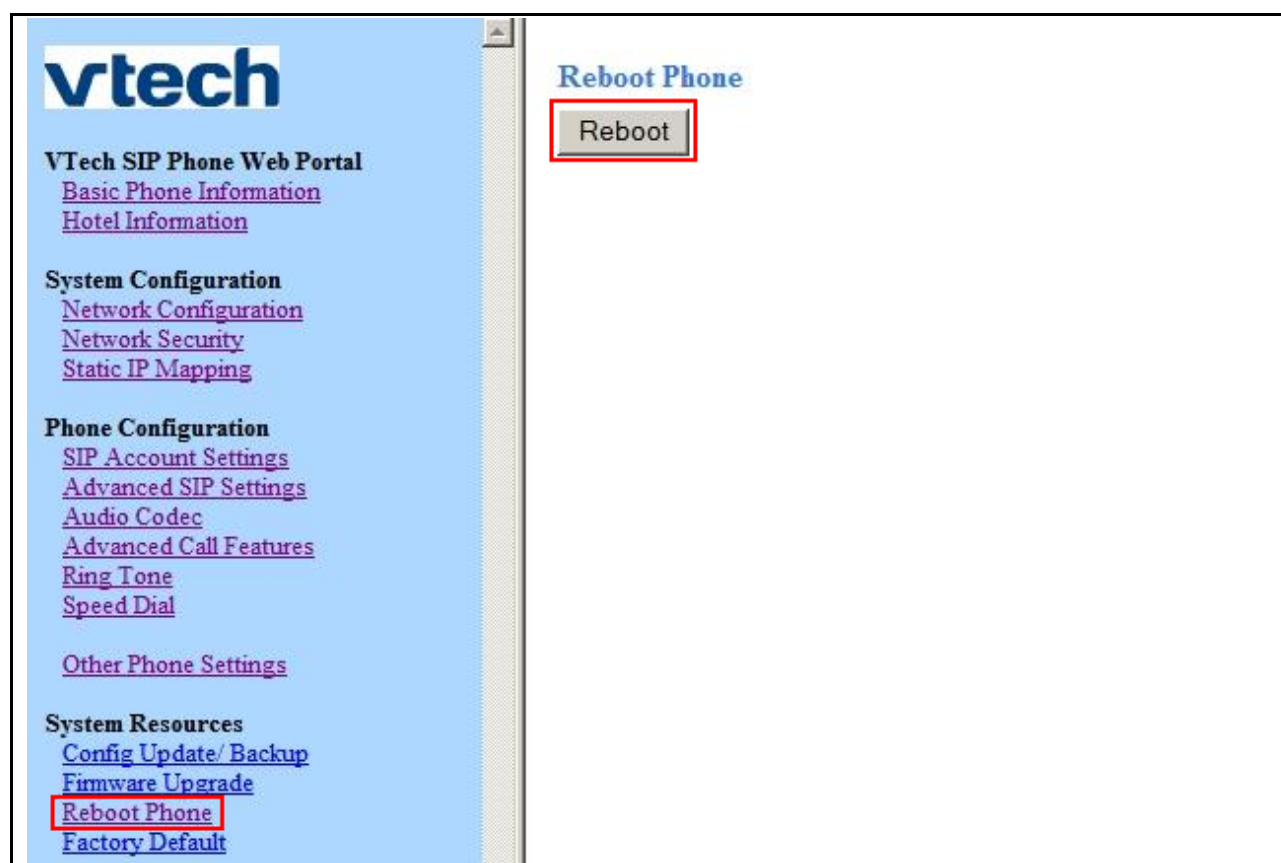 vtech
VTech SIP Phone Web Portal
Basic Phone Information
Hotel Information
System Configuration
Network Configuration
Network Security
Static IP Mapping
Phone Configuration
SIP Account Settings
Advanced SIP Settings
Audio Codec
Advanced Call Features
Ring Tone
Speed Dial
Other Phone Settings
System Resources
Config Update/ Backup
Firmware Upgrade
Reboot Phone
Factory Default
Reboot Phone
Reboot